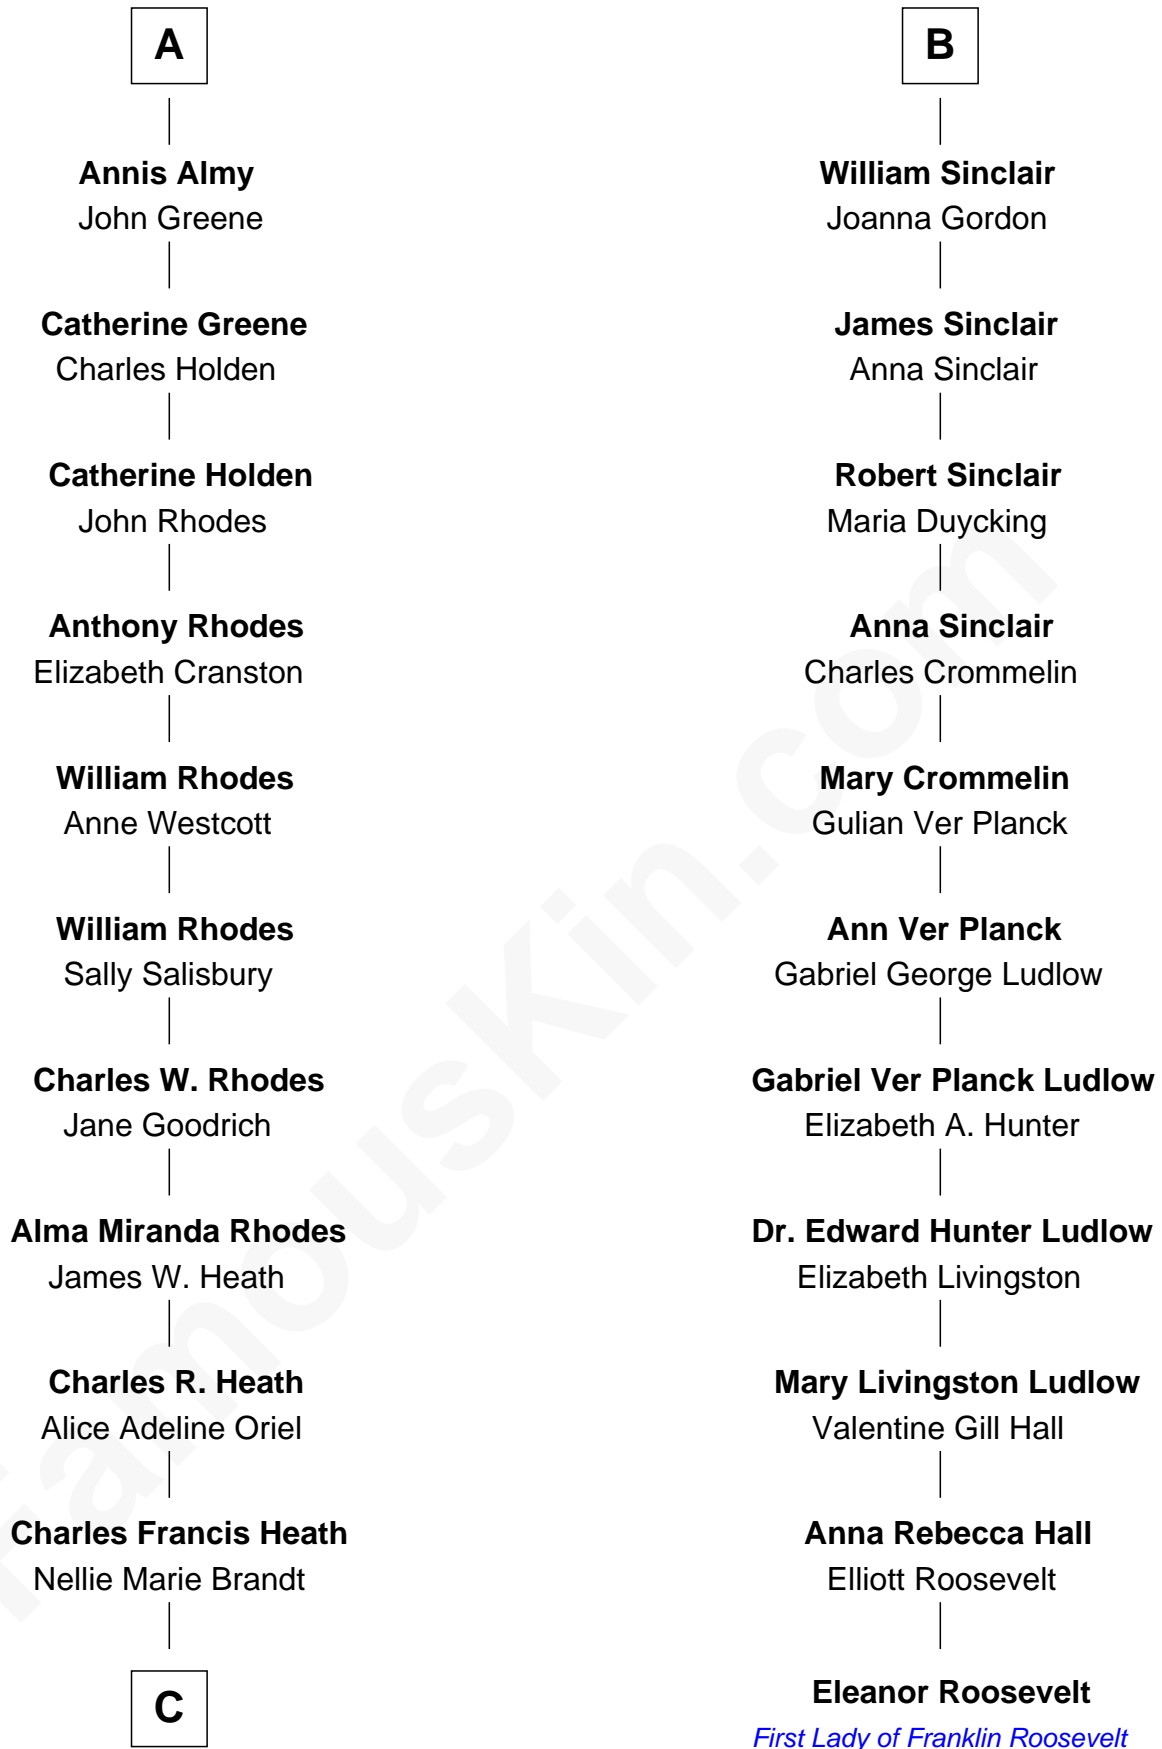 A
Annis Almy
John Greene
Catherine Greene
Charles Holden
Catherine Holden
John Rhodes
Anthony Rhodes
Elizabeth Cranston
William Rhodes
Anne Westcott
William Rhodes
Sally Salisbury
Charles W. Rhodes
Jane Goodrich
Alma Miranda Rhodes
James W. Heath
Charles R. Heath
Alice Adeline Oriel
Charles Francis Heath
Nellie Marie Brandt
C
B
William Sinclair
Joanna Gordon
James Sinclair
Anna Sinclair
Robert Sinclair
Maria Duycking
Anna Sinclair
Charles Crommelin
Mary Crommelin
Gulian Ver Planck
Ann Ver Planck
Gabriel George Ludlow
Gabriel Ver Planck Ludlow
Elizabeth A. Hunter
Dr. Edward Hunter Ludlow
Elizabeth Livingston
Mary Livingston Ludlow
Valentine Gill Hall
Anna Rebecca Hall
Elliott Roosevelt
Eleanor Roosevelt
First Lady of Franklin Roosevelt
FamousKin.com